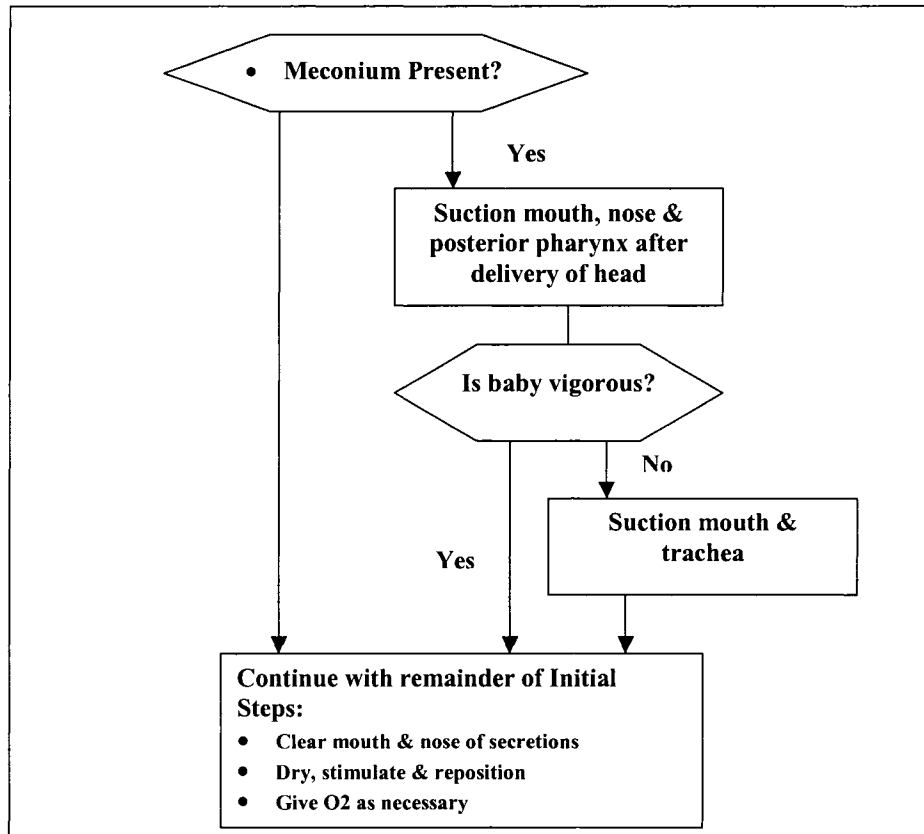 • Meconium Present?
Yes
Suction mouth, nose &
posterior pharynx after
delivery of head
Is baby vigorous?
No
Suction mouth &
trachea
Yes
Continue with remainder of Initial
Steps:
• Clear mouth & nose of secretions
• Dry, stimulate & reposition
• Give O2 as necessary